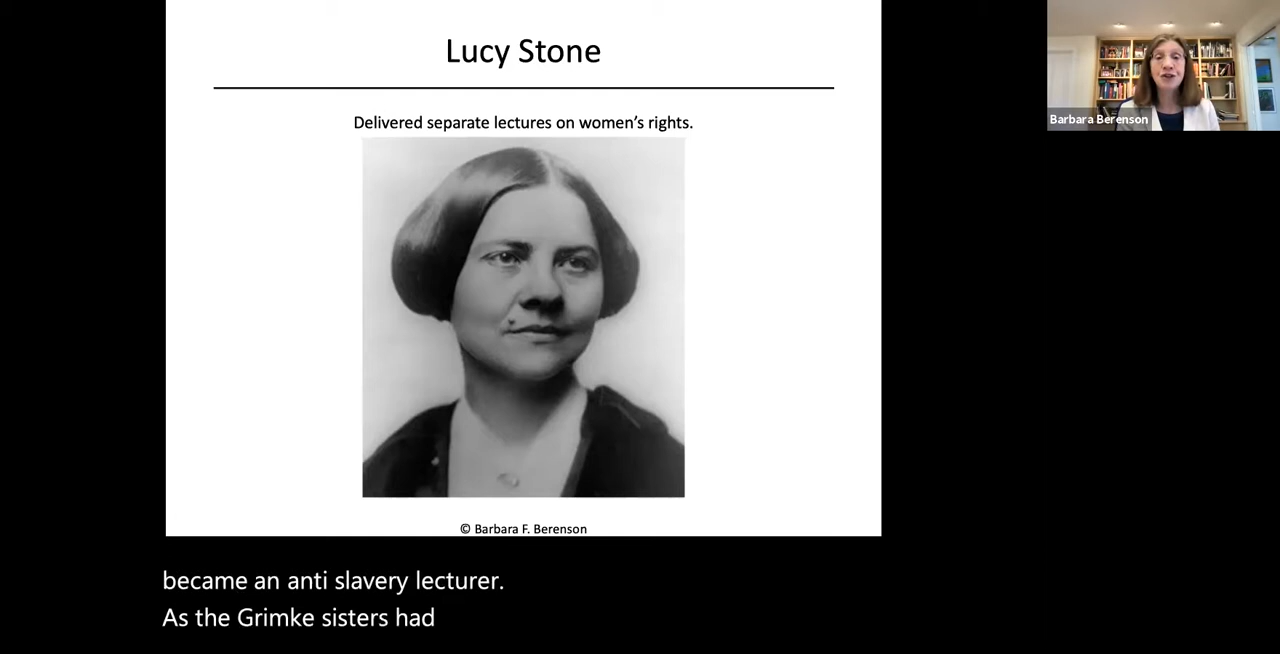 Lucy Stone
Delivered separate lectures on women’s rights.
© Barbara F. Berenson
Barbara Berenson
became an anti slavery lecturer.
As the Grimke sisters had